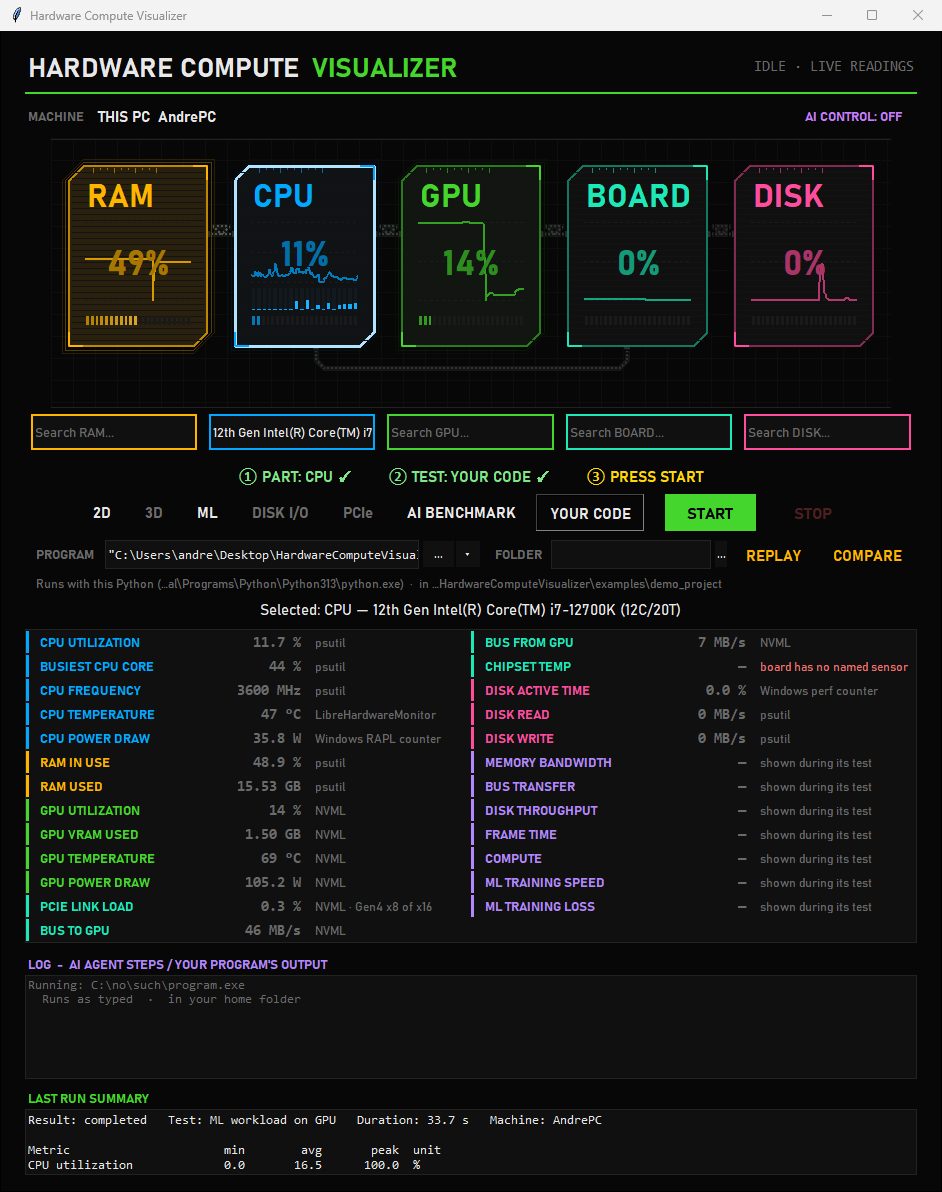 Hardware Compute Visualizer
HARDWARE COMPUTE VISUALIZER
IDLE · LIVE READINGS
MACHINE THIS PC AndrePC
AI CONTROL: OFF
RAM CPU GPU BOARD DISK
49% 11% 14% 0% 0%
Search RAM... 12th Gen Intel(R) Core(TM) i7 Search GPU... Search BOARD... Search DISK...
① PART: CPU ✓ ② TEST: YOUR CODE ✓ ③ PRESS START
2D 3D ML DISK I/O PCIe AI BENCHMARK YOUR CODE START STOP
PROGRAM "C:\Users\andre\Desktop\HardwareComputeVisual ... FOLDER ... REPLAY COMPARE
Runs with this Python (…al\Programs\Python\Python313\python.exe) · in …HardwareComputeVisualizer\examples\demo_project
Selected: CPU — 12th Gen Intel(R) Core(TM) i7-12700K (12C/20T)
CPU UTILIZATION 11.7 % psutil
BUSIEST CPU CORE 44 % psutil
CPU FREQUENCY 3600 MHz psutil
CPU TEMPERATURE 47 °C LibreHardwareMonitor
CPU POWER DRAW 35.8 W Windows RAPL counter
RAM IN USE 48.9 % psutil
RAM USED 15.53 GB psutil
GPU UTILIZATION 14 % NVML
GPU VRAM USED 1.50 GB NVML
GPU TEMPERATURE 69 °C NVML
GPU POWER DRAW 105.2 W NVML
PCIE LINK LOAD 0.3 % NVML · Gen4 x8 of x16
BUS TO GPU 46 MB/s NVML
BUS FROM GPU 7 MB/s NVML
CHIPSET TEMP — board has no named sensor
DISK ACTIVE TIME 0.0 % Windows perf counter
DISK READ 0 MB/s psutil
DISK WRITE 0 MB/s psutil
MEMORY BANDWIDTH — shown during its test
BUS TRANSFER — shown during its test
DISK THROUGHPUT — shown during its test
FRAME TIME — shown during its test
COMPUTE — shown during its test
ML TRAINING SPEED — shown during its test
ML TRAINING LOSS — shown during its test
LOG - AI AGENT STEPS / YOUR PROGRAM'S OUTPUT
Running: C:\no\such\program.exe
Runs as typed · in your home folder
LAST RUN SUMMARY
Result: completed Test: ML workload on GPU Duration: 33.7 s Machine: AndrePC
Metric min avg peak unit
CPU utilization 0.0 16.5 100.0 %